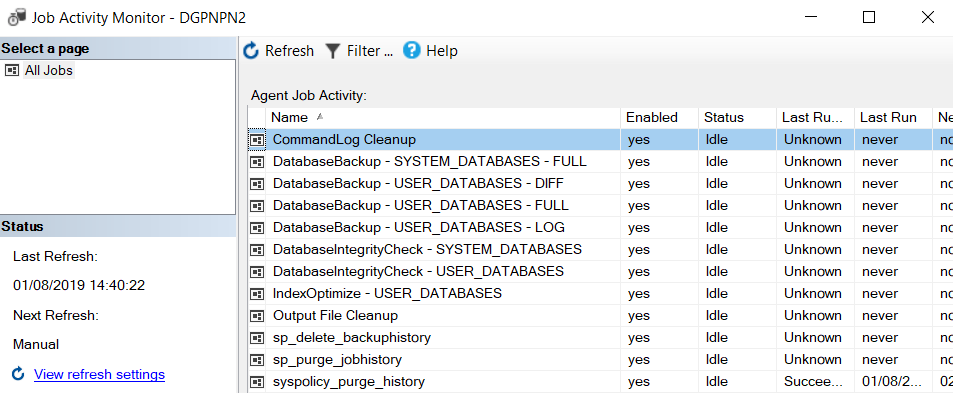 Job Activity Monitor - DGPNPN2
Select a page
All Jobs
Refresh Filter ... Help
Agent Job Activity:
Name Enabled Status Last Ru... Last Run Ne
CommandLog Cleanup yes Idle Unknown never no
DatabaseBackup - SYSTEM_DATABASES - FULL yes Idle Unknown never no
DatabaseBackup - USER_DATABASES - DIFF yes Idle Unknown never no
DatabaseBackup - USER_DATABASES - FULL yes Idle Unknown never no
DatabaseBackup - USER_DATABASES - LOG yes Idle Unknown never no
DatabaseIntegrityCheck - SYSTEM_DATABASES yes Idle Unknown never no
DatabaseIntegrityCheck - USER_DATABASES yes Idle Unknown never no
IndexOptimize - USER_DATABASES yes Idle Unknown never no
Output File Cleanup yes Idle Unknown never no
sp_delete_backuphistory yes Idle Unknown never no
sp_purge_jobhistory yes Idle Unknown never no
syspolicy_purge_history yes Idle Succee... 01/08/2... 02
Status
Last Refresh:
01/08/2019 14:40:22
Next Refresh:
Manual
View refresh settings